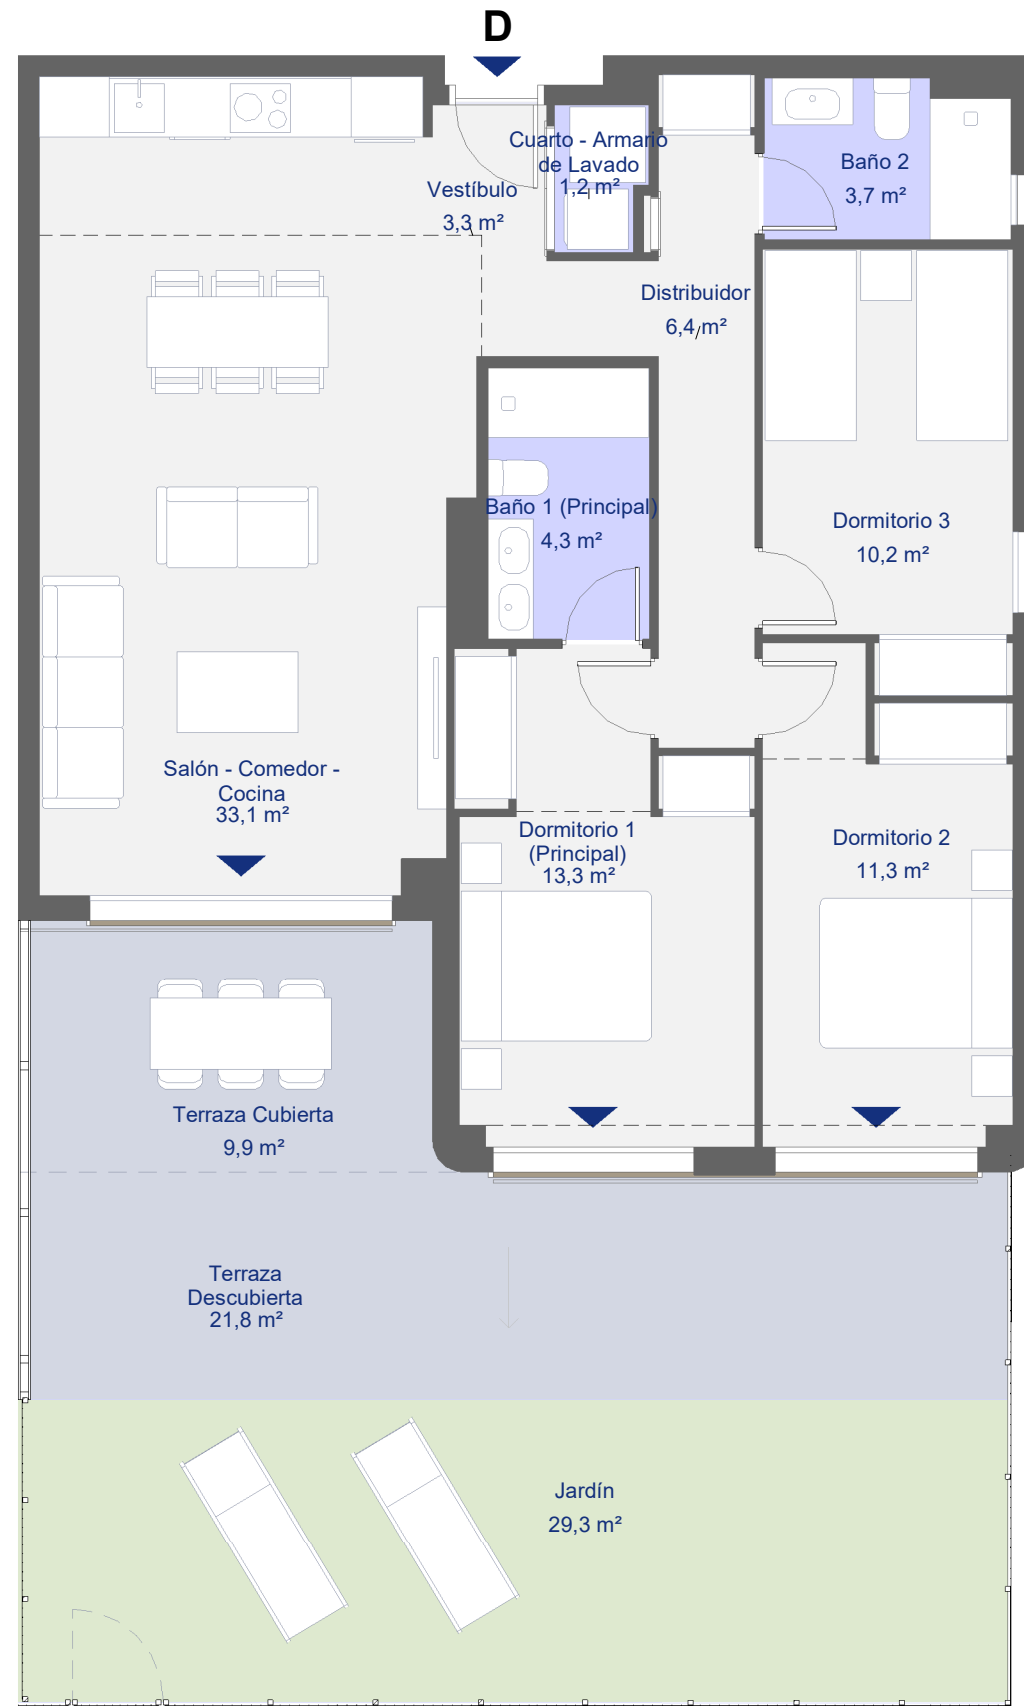 D
Cuarto - Armario
de Lavado
1,2 m²
Vestíbulo
3,3 m²
Baño 2
3,7 m²
Distribuidor
6,4 m²
Baño 1 (Principal)
4,3 m²
Dormitorio 3
10,2 m²
Salón - Comedor -
Cocina
33,1 m²
Dormitorio 1
(Principal)
13,3 m²
Dormitorio 2
11,3 m²
Terraza Cubierta
9,9 m²
Terraza
Descubierta
21,8 m²
Jardín
29,3 m²